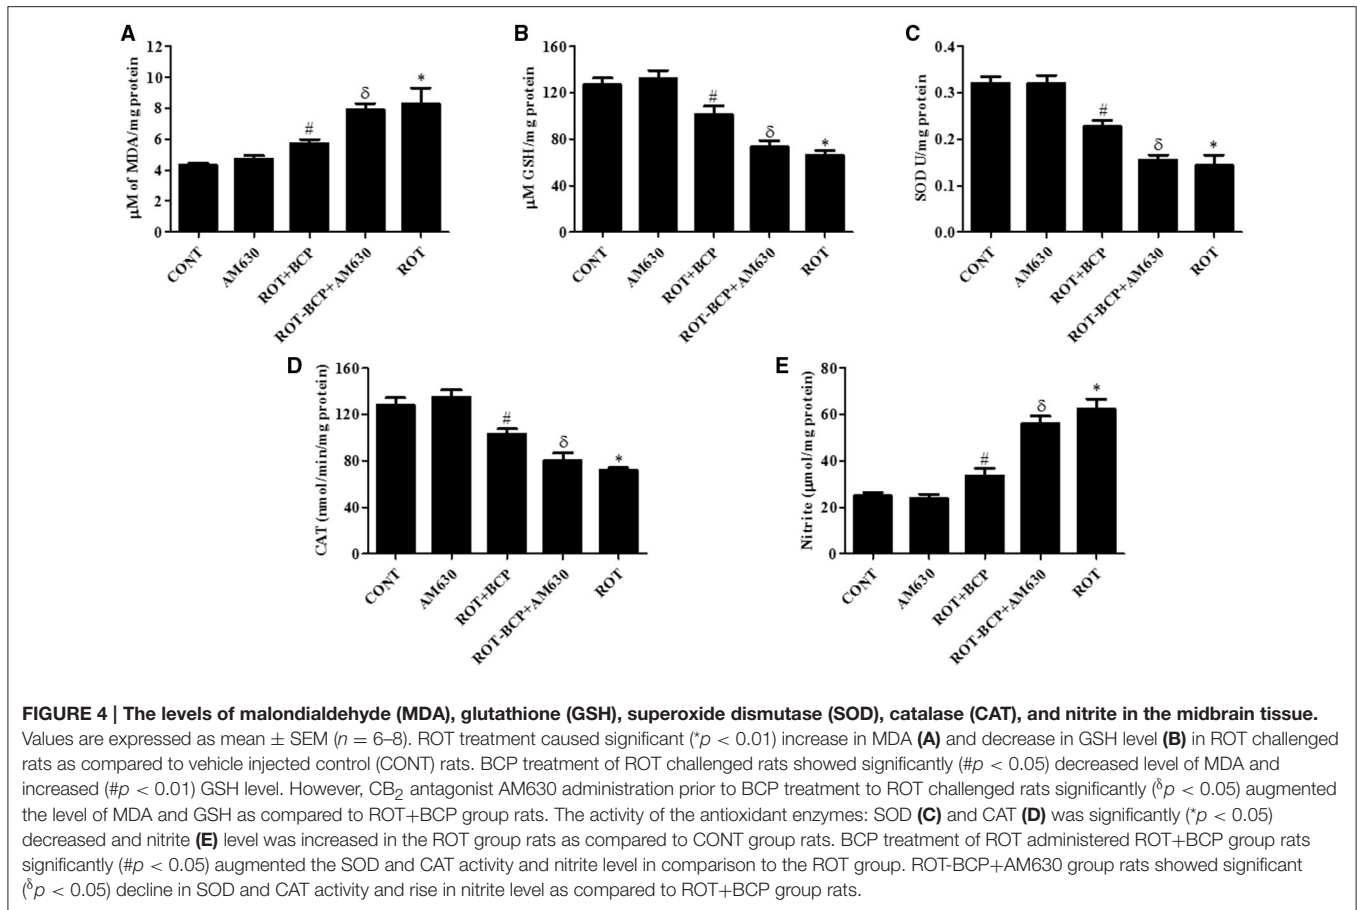 A
μM of MDA/mg protein
12
10
8
6
4
2
0
#
δ
*
CONT
AM630
ROT+BCP
ROT-BCP+AM630
ROT
B
μM GSH/mg protein
160
120
80
40
0
#
δ
*
CONT
AM630
ROT+BCP
ROT-BCP+AM630
ROT
C
SOD U/mg protein
0.4
0.3
0.2
0.1
0.0
#
δ
*
CONT
AM630
ROT+BCP
ROT-BCP+AM630
ROT
D
CAT (nmol/min/mg protein)
160
120
80
40
0
#
δ
*
CONT
AM630
ROT+BCP
ROT-BCP+AM630
ROT
E
Nitrite (μmol/mg protein)
80
60
40
20
0
#
δ
*
CONT
AM630
ROT+BCP
ROT-BCP+AM630
ROT
FIGURE 4 | The levels of malondialdehyde (MDA), glutathione (GSH), superoxide dismutase (SOD), catalase (CAT), and nitrite in the midbrain tissue.
Values are expressed as mean ± SEM (n = 6–8). ROT treatment caused significant (*p < 0.01) increase in MDA (A) and decrease in GSH level (B) in ROT challenged
rats as compared to vehicle injected control (CONT) rats. BCP treatment of ROT challenged rats showed significantly (#p < 0.05) decreased level of MDA and
increased (#p < 0.01) GSH level. However, CB₂ antagonist AM630 administration prior to BCP treatment to ROT challenged rats significantly (δp < 0.05) augmented
the level of MDA and GSH as compared to ROT+BCP group rats. The activity of the antioxidant enzymes: SOD (C) and CAT (D) was significantly (*p < 0.05)
decreased and nitrite (E) level was increased in the ROT group rats as compared to CONT group rats. BCP treatment of ROT administered ROT+BCP group rats
significantly (#p < 0.05) augmented the SOD and CAT activity and nitrite level in comparison to the ROT group. ROT-BCP+AM630 group rats showed significant
(δp < 0.05) decline in SOD and CAT activity and rise in nitrite level as compared to ROT+BCP group rats.